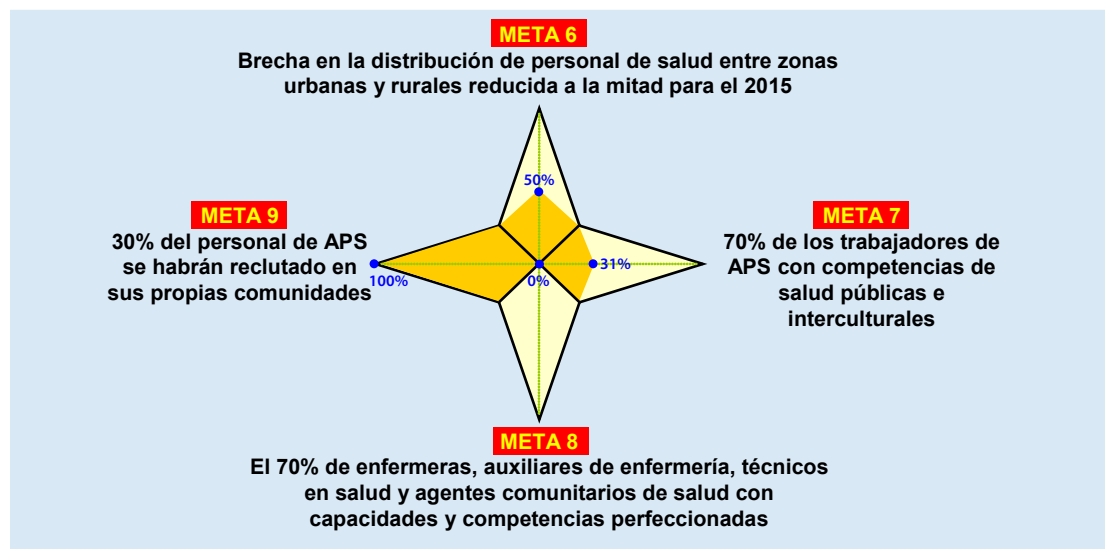 META 6
Brecha en la distribución de personal de salud entre zonas
urbanas y rurales reducida a la mitad para el 2015
50%
META 9
30% del personal de APS
se habrán reclutado en
sus propias comunidades
100%
0%
31%
META 7
70% de los trabajadores de
APS con competencias de
salud públicas e
interculturales
META 8
El 70% de enfermeras, auxiliares de enfermería, técnicos
en salud y agentes comunitarios de salud con
capacidades y competencias perfeccionadas